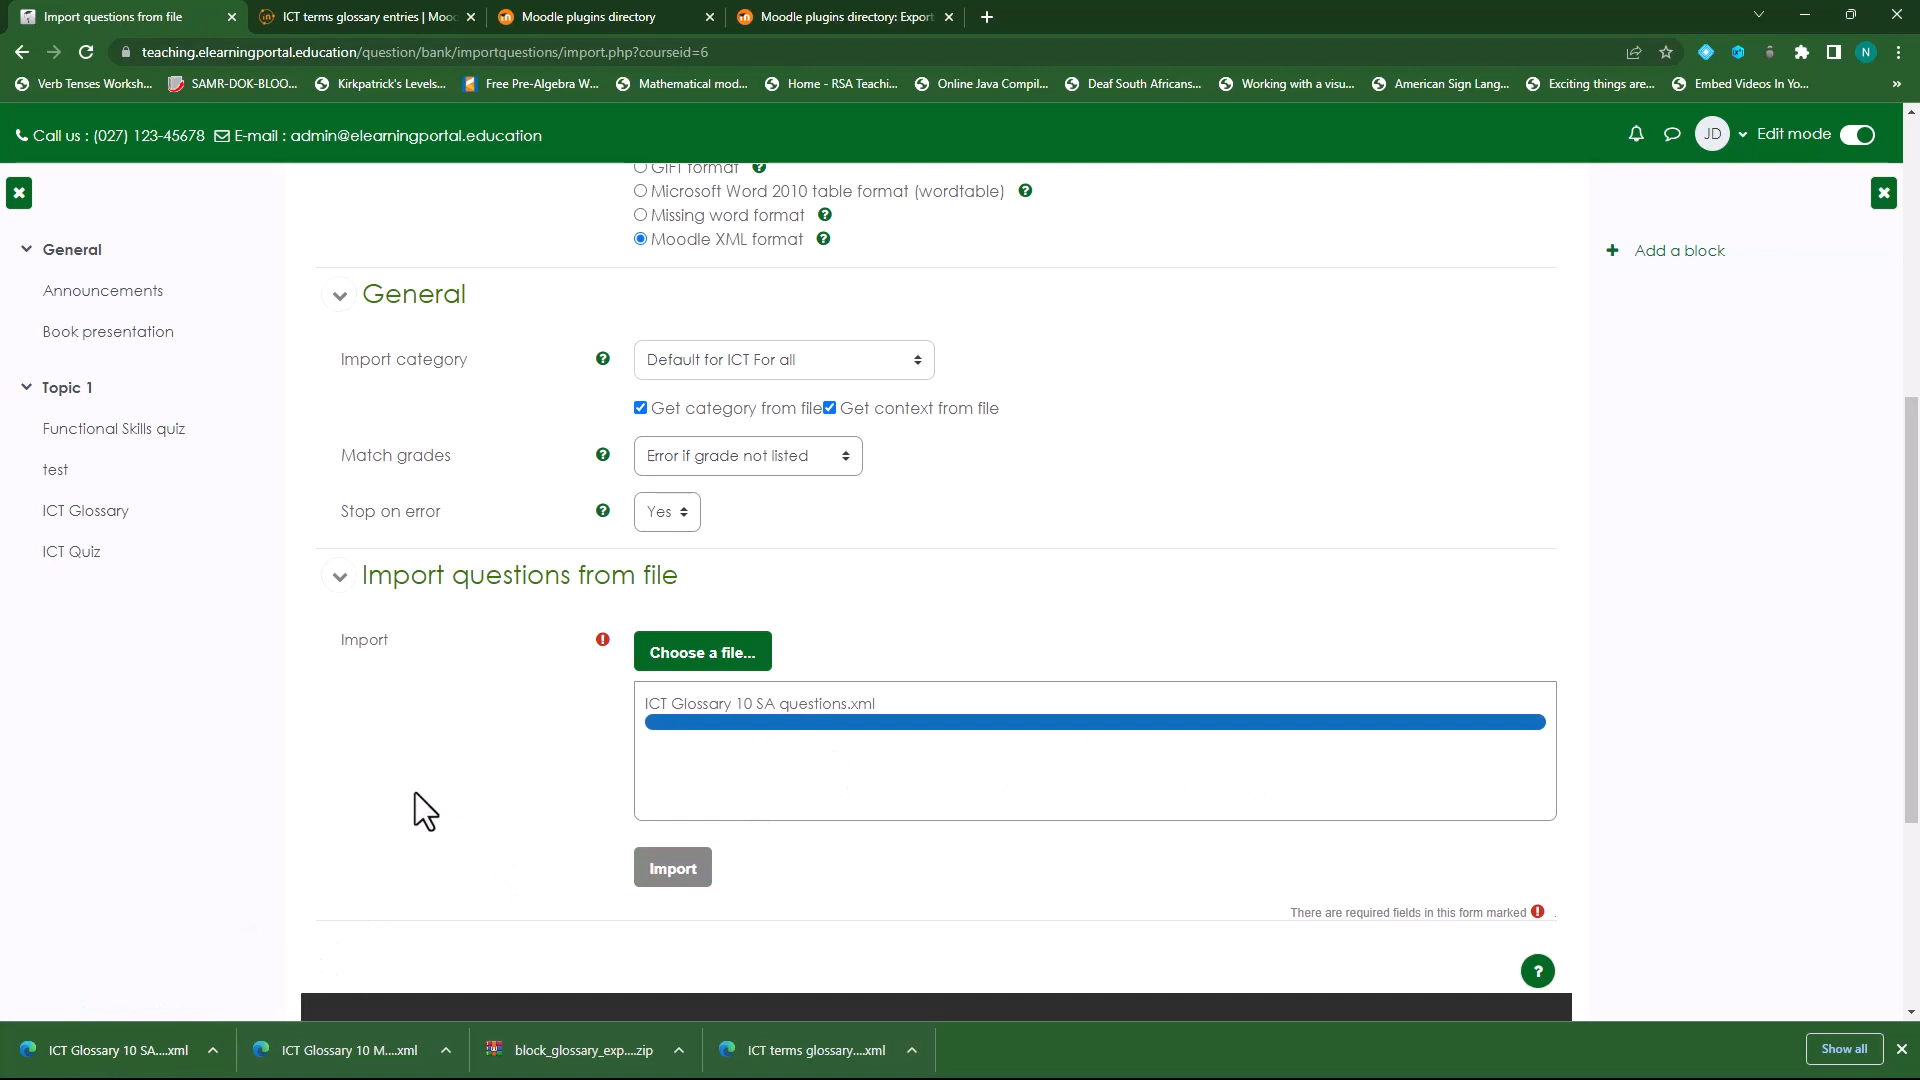 Import questions from file
ICT terms glossary entries | Mooc
Moodle plugins directory
Moodle plugins directory: Export
teaching.elearningportal.education/question/bank/importquestions/import.php?courseid=6
N
Verb Tenses Worksh...
SAMR-DOK-BLOO...
Kirkpatrick's Levels...
Free Pre-Algebra W...
Mathematical mod...
Home - RSA Teachi...
Online Java Compil...
Deaf South Africans...
Working with a visu...
American Sign Lang...
Exciting things are...
Embed Videos In Yo...
»
Call us : (027) 123-45678 E-mail : admin@elearningportal.education
JD
Edit mode
GIFT format
Microsoft Word 2010 table format (wordtable)
Missing word format
Moodle XML format
General
Announcements
Book presentation
Topic 1
Functional Skills quiz
test
ICT Glossary
ICT Quiz
Add a block
General
Import category
Default for ICT For all
Get category from file Get context from file
Match grades
Error if grade not listed
Stop on error
Yes
Import questions from file
Import
Choose a file...
ICT Glossary 10 SA questions.xml
Import
There are required fields in this form marked .
?
ICT Glossary 10 SA....xml
ICT Glossary 10 M....xml
block_glossary_exp....zip
ICT terms glossary....xml
Show all